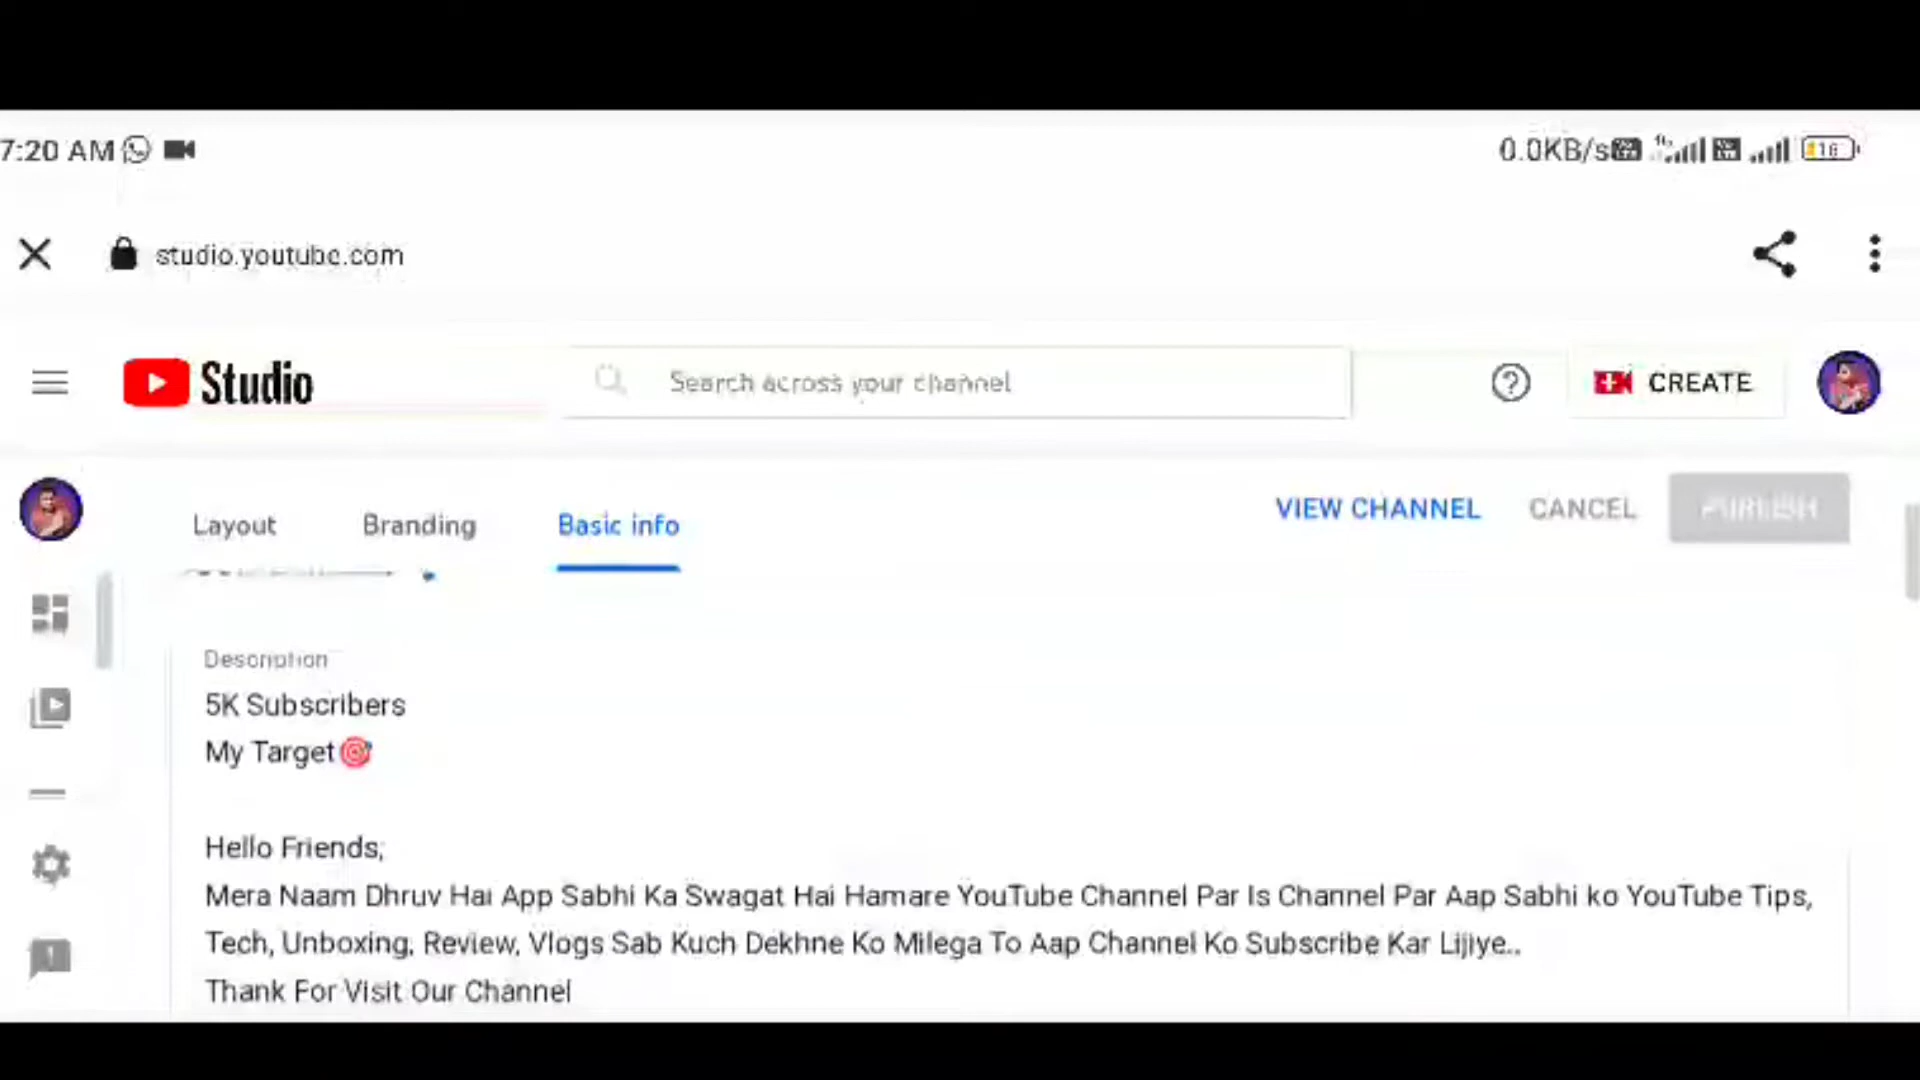 7:20 AM
0.0KB/s
16
studio.youtube.com
Studio
Search across your channel
CREATE
Layout
Branding
Basic info
VIEW CHANNEL
CANCEL
PUBLISH
Description
5K Subscribers
My Target🎯
Hello Friends,
Mera Naam Dhruv Hai App Sabhi Ka Swagat Hai Hamare YouTube Channel Par Is Channel Par Aap Sabhi ko YouTube Tips,
Tech, Unboxing, Review, Vlogs Sab Kuch Dekhne Ko Milega To Aap Channel Ko Subscribe Kar Lijiye..
Thank For Visit Our Channel